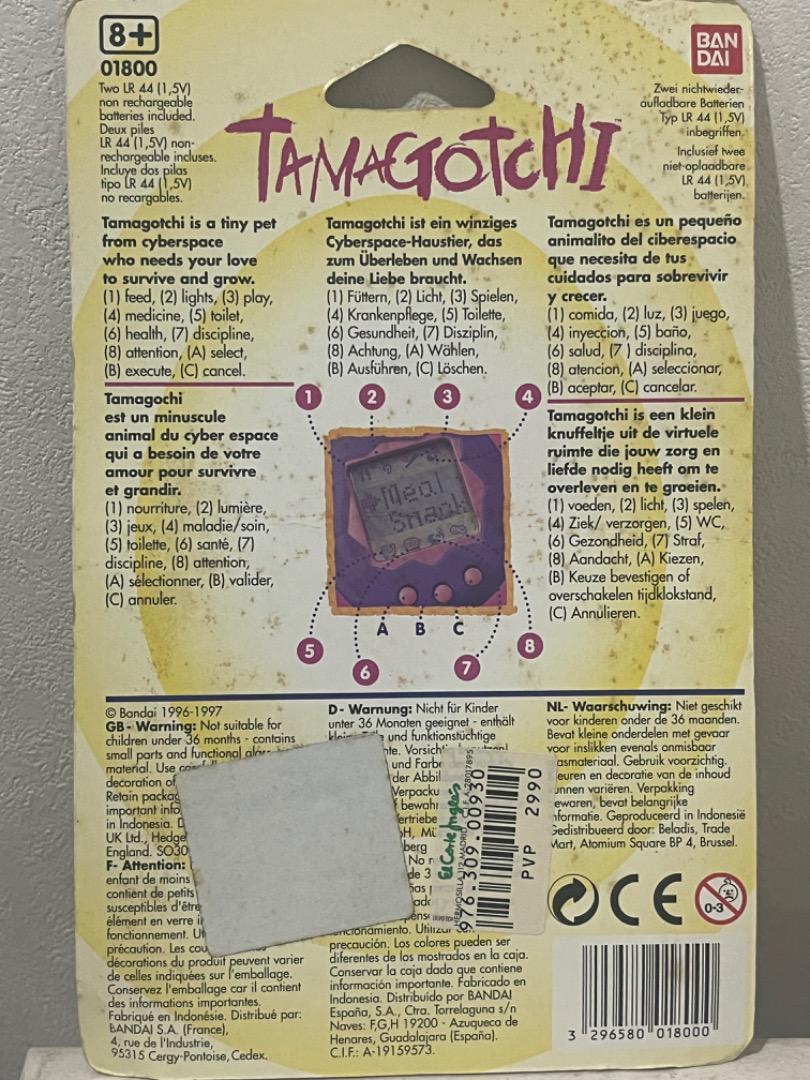 8+
01800
Two LR 44 (1,5V)
non rechargeable
batteries included.
Deux piles
LR 44 (1,5V) non-
rechargeable incluses.
Incluye dos pilas
tipo LR 44 (1,5V)
no recargables.
BAN
DAI
Zwei nichtwieder-
aufladbare Batterien
Typ LR 44 (1,5V)
inbegriffen.
Inclusief twee
niet-oplaadbare
LR 44 (1,5V)
batterijen.
TAMAGOTCHI™
Tamagotchi is a tiny pet
from cyberspace
who needs your love
to survive and grow.
(1) feed, (2) lights, (3) play,
(4) medicine, (5) toilet,
(6) health, (7) discipline,
(8) attention, (A) select,
(B) execute, (C) cancel.
Tamagotchi ist ein winziges
Cyberspace-Haustier, das
zum Überleben und Wachsen
deine Liebe braucht.
(1) Füttern, (2) Licht, (3) Spielen,
(4) Krankenpflege, (5) Toilette,
(6) Gesundheit, (7) Disziplin,
(8) Achtung, (A) Wählen,
(B) Ausführen, (C) Löschen.
Tamagotchi es un pequeño
animalito del ciberespacio
que necesita de tus
cuidados para sobrevivir
y crecer.
(1) comida, (2) luz, (3) juego,
(4) inyeccion, (5) baño,
(6) salud, (7 ) disciplina,
(8) atencion, (A) seleccionar,
(B) aceptar, (C) cancelar.
Tamagochi
est un minuscule
animal du cyber espace
qui a besoin de votre
amour pour survivre
et grandir.
(1) nourriture, (2) lumière,
(3) jeux, (4) maladie/soin,
(5) toilette, (6) santé, (7)
discipline, (8) attention,
(A) sélectionner, (B) valider,
(C) annuler.
1 2 3 4
Meal
Snack
A B C
5 6 7 8
Tamagotchi is een klein
knuffeltje uit de virtuele
ruimte die jouw zorg en
liefde nodig heeft om te
overleven en te groeien.
(1) voeden, (2) licht, (3) spelen,
(4) Ziek/ verzorgen, (5) WC,
(6) Gezondheid, (7) Straf,
(8) Aandacht, (A) Kiezen,
(B) Keuze bevestigen of
overschakelen tijdklokstand,
(C) Annulieren.
© Bandai 1996-1997
GB- Warning: Not suitable for
children under 36 months - contains
small parts and functional glass
material. Use
decoration of
Retain
important
in Indonesia.
UK Ltd.,
England. SO30
F- Attention:
enfant de moins
contient de petits
susceptibles
élément en verre
fonctionnement.
précaution. Les
décorations du produit peuvent varier
de celles indiquées sur l'emballage.
Conservez l'emballage car il contient
des informations importantes.
Fabriqué en Indonésie. Distribué par:
BANDAI S.A. (France),
4, rue de l'Industrie,
95315 Cergy-Pontoise, Cedex.
D- Warnung: Nicht für Kinder
unter 36 Monaten geeignet - enthält
und funktionstüchtige
und
der
No
de 3
Utilizar
precaución. Los colores pueden ser
diferentes de los mostrados en la caja.
Conservar la caja dado que contiene
información importante. Fabricado en
Indonesia. Distribuido por BANDAI
España, S.A., Ctra. Torrelaguna s/n
Naves: F,G,H 19200 - Azuqueca de
Henares, Guadalajara (España).
C.I.F.: A-19159573.
El Corte Inglés
HERMOSILLA 112-MADRID
976-309.00930
PVP 2990
NL- Waarschuwing: Niet geschikt
voor kinderen onder de 36 maanden.
Bevat kleine onderdelen met gevaar
voor inslikken evenals onmisbaar
Gebruik voorzichtig.
en decoratie van de inhoud
variëren. Verpakking
bevat belangrijke
Geproduceerd in Indonesië
door: Beladis, Trade
Mart, Atomium Square BP 4, Brussel.
CE
0-3
3 296580 018000